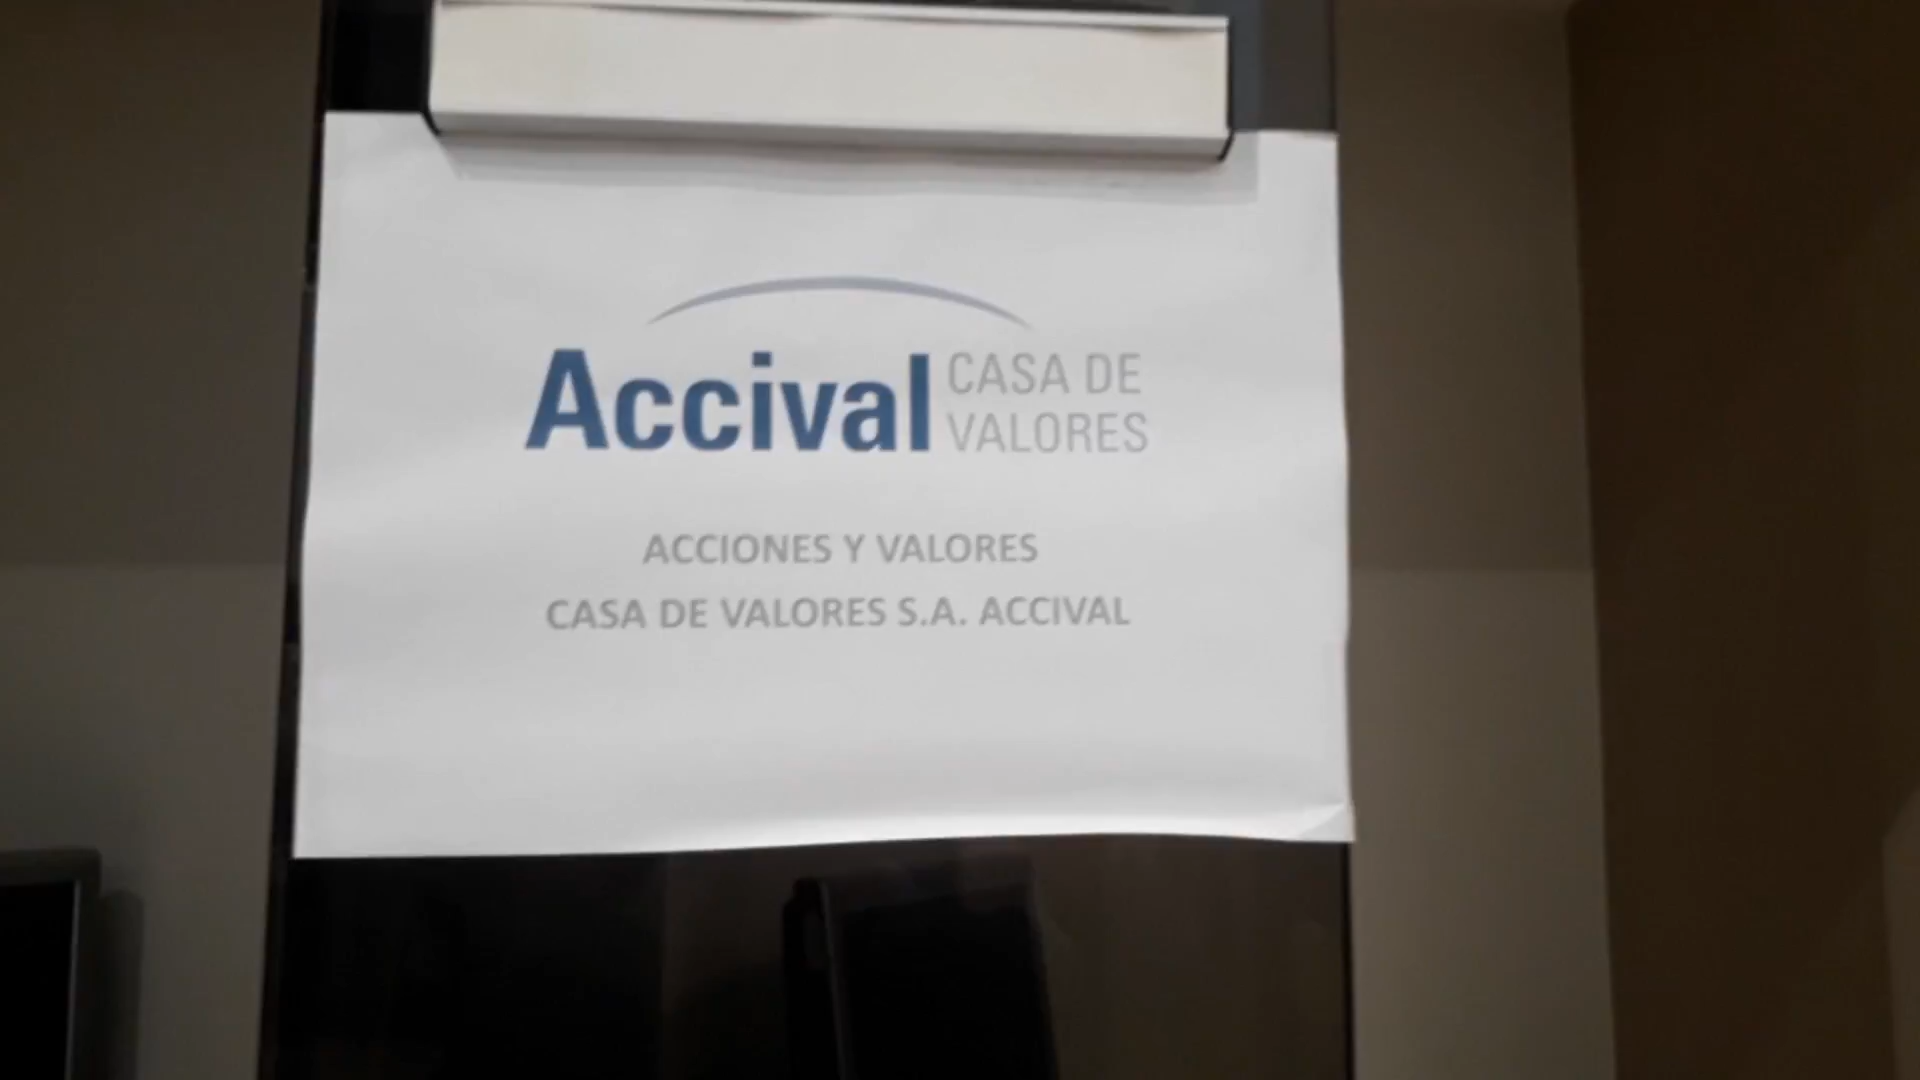 Accival CASA DE
VALORES
ACCIONES Y VALORES
CASA DE VALORES S.A. ACCIVAL